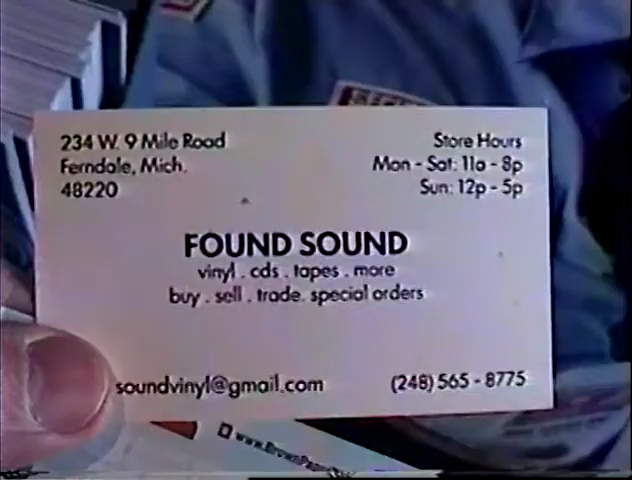 234 W. 9 Mile Road
Ferndale, Mich.
48220
Store Hours
Mon - Sat: 11a - 8p
Sun: 12p - 5p
FOUND SOUND
vinyl . cds . tapes . more
buy . sell . trade. special orders
soundvinyl@gmail.com
(248) 565 - 8775